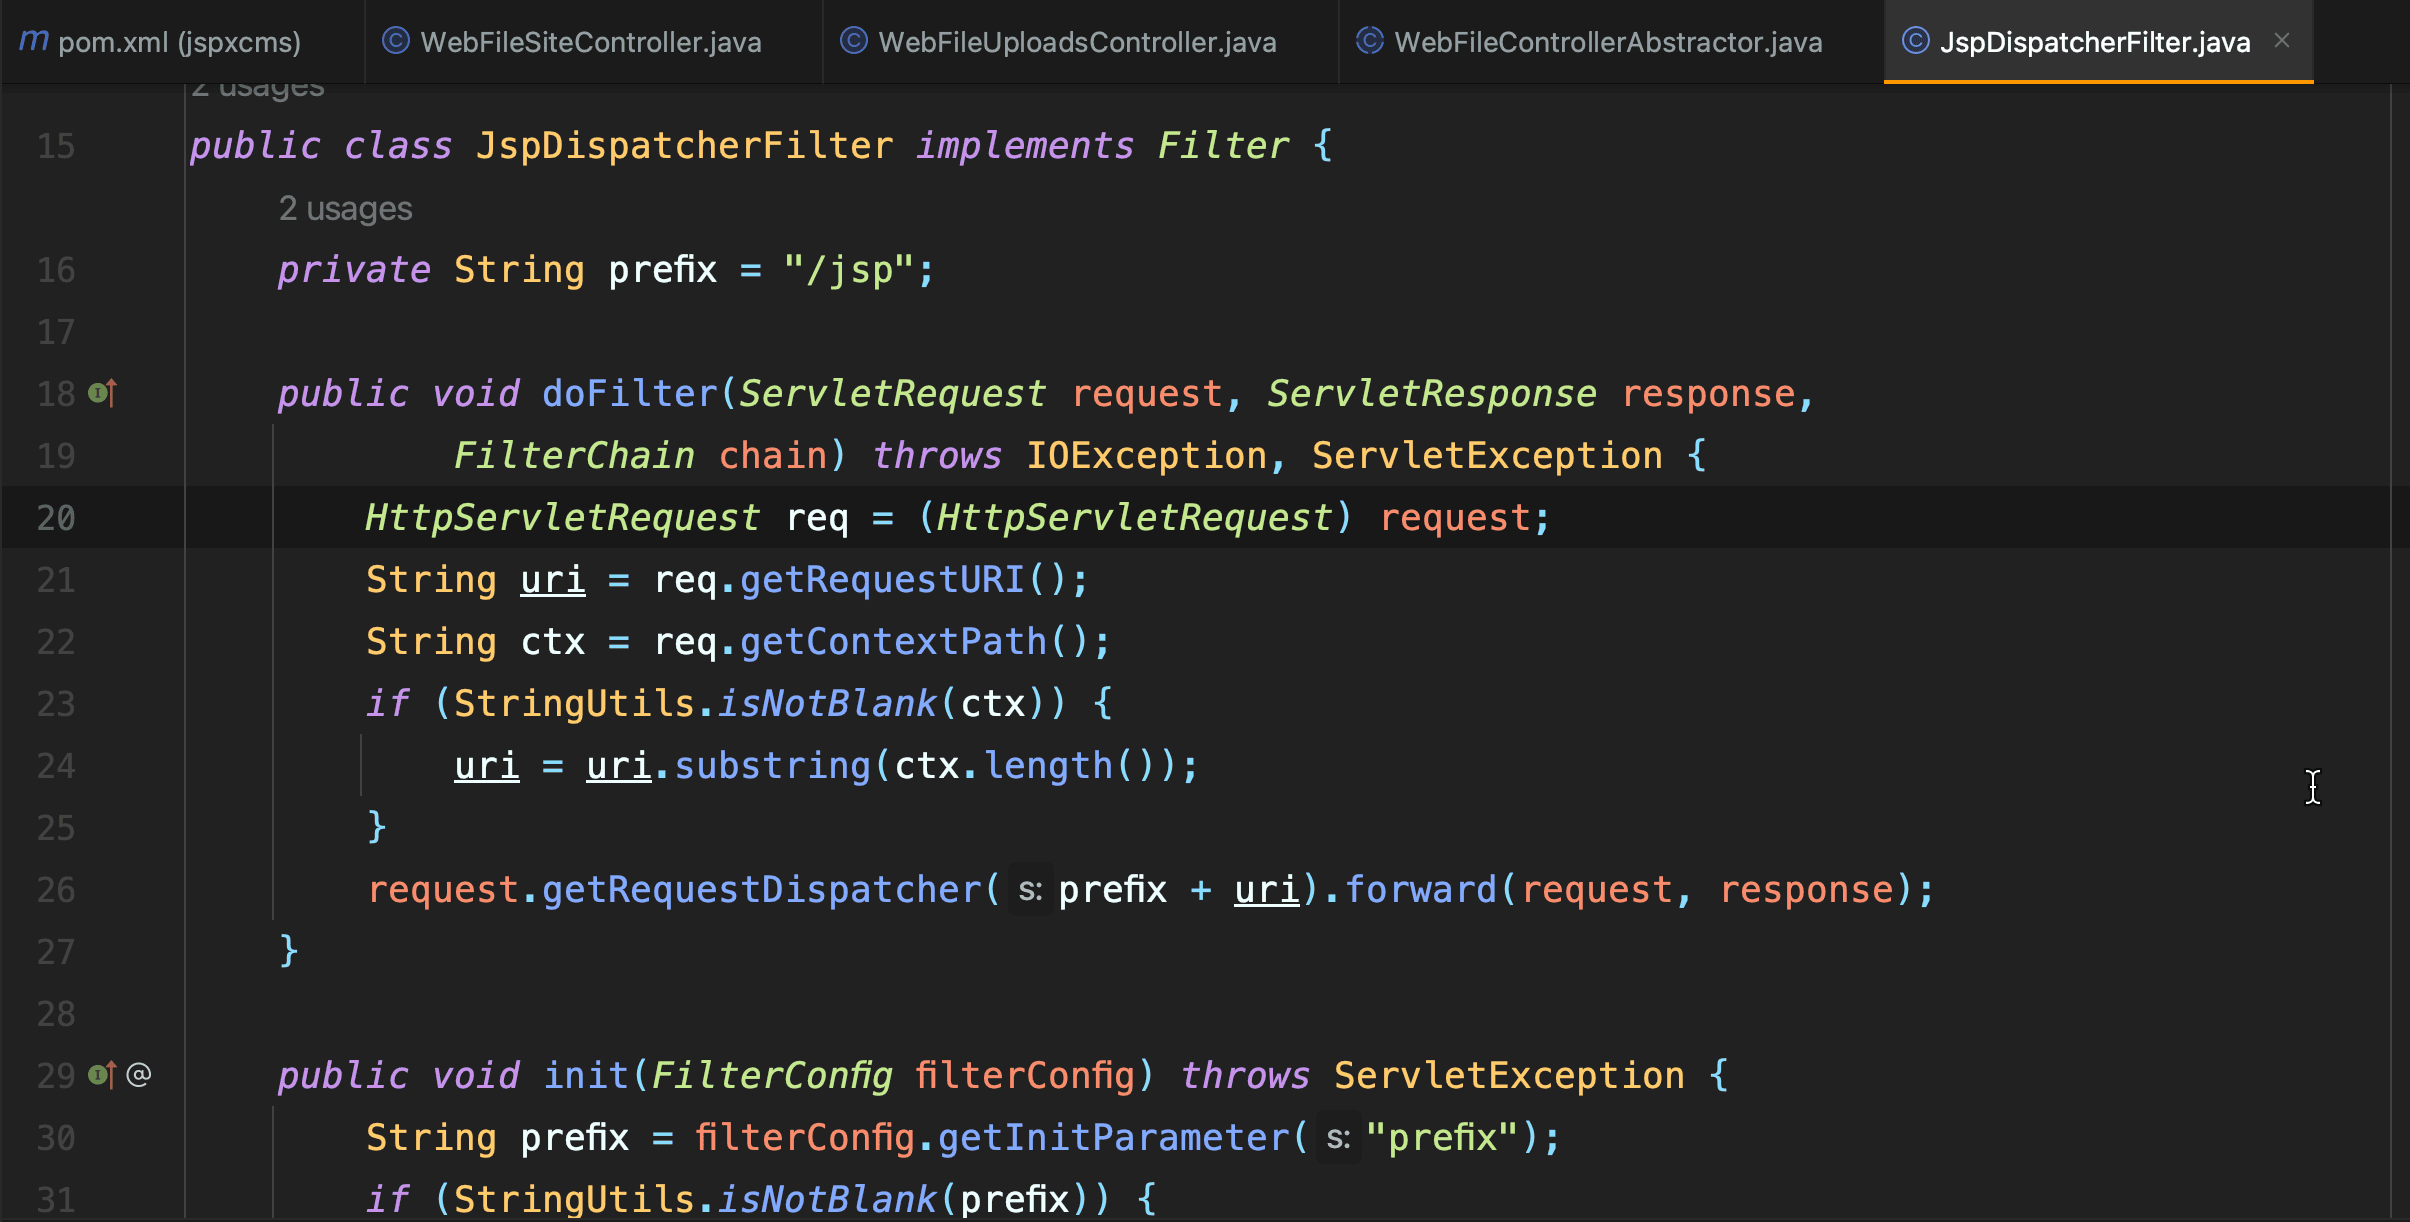 pom.xml (jspxcms) WebFileSiteController.java WebFileUploadsController.java WebFileControllerAbstractor.java JspDispatcherFilter.java
2 usages
15 public class JspDispatcherFilter implements Filter {
2 usages
16 private String prefix = "/jsp";
17
18 public void doFilter(ServletRequest request, ServletResponse response,
19 FilterChain chain) throws IOException, ServletException {
20 HttpServletRequest req = (HttpServletRequest) request;
21 String uri = req.getRequestURI();
22 String ctx = req.getContextPath();
23 if (StringUtils.isNotBlank(ctx)) {
24 uri = uri.substring(ctx.length());
25 }
26 request.getRequestDispatcher( s: prefix + uri).forward(request, response);
27 }
28
29 @ public void init(FilterConfig filterConfig) throws ServletException {
30 String prefix = filterConfig.getInitParameter( s: "prefix");
31 if (StringUtils.isNotBlank(prefix)) {